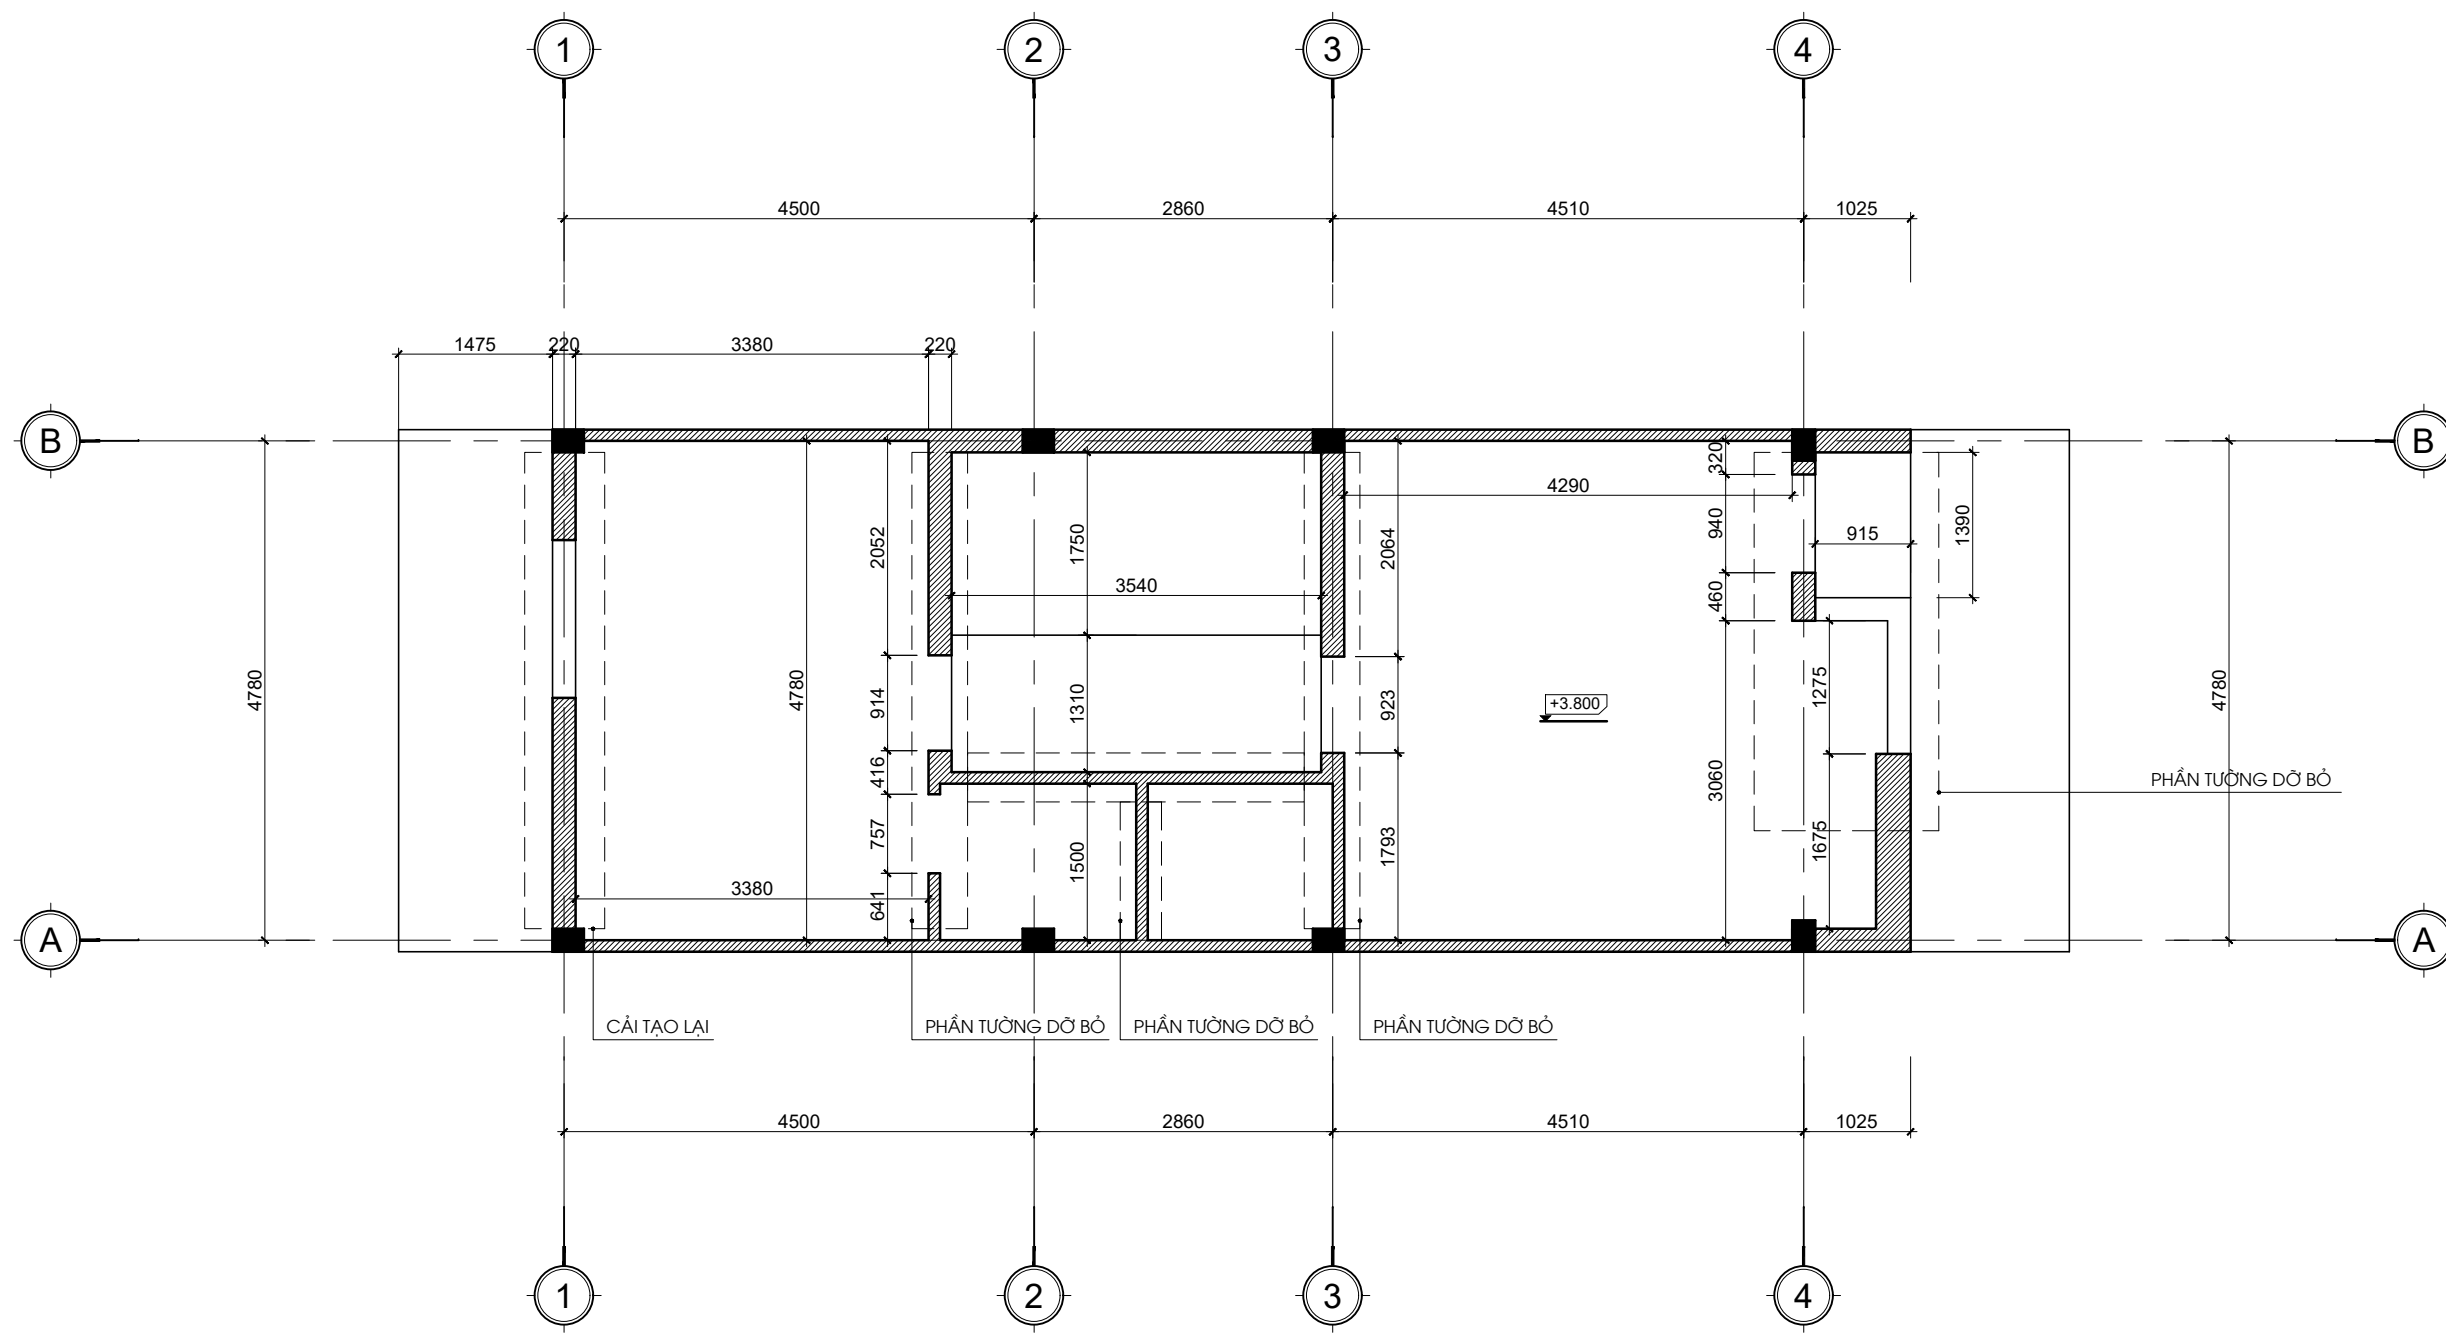 1 2 3 4
4500 2860 4510 1025
1475 220 3380 220
B B
320
4290
2052 1750 2064 940 915 1390
3540
460
4780 4780 914 1310 923 +3.800 1275 4780
416 3060 PHẦN TƯỜNG DỠ BỎ
757 1500 1793 1675
3380 641
A A
CẢI TẠO LẠI PHẦN TƯỜNG DỠ BỎ PHẦN TƯỜNG DỠ BỎ PHẦN TƯỜNG DỠ BỎ
4500 2860 4510 1025
1 2 3 4